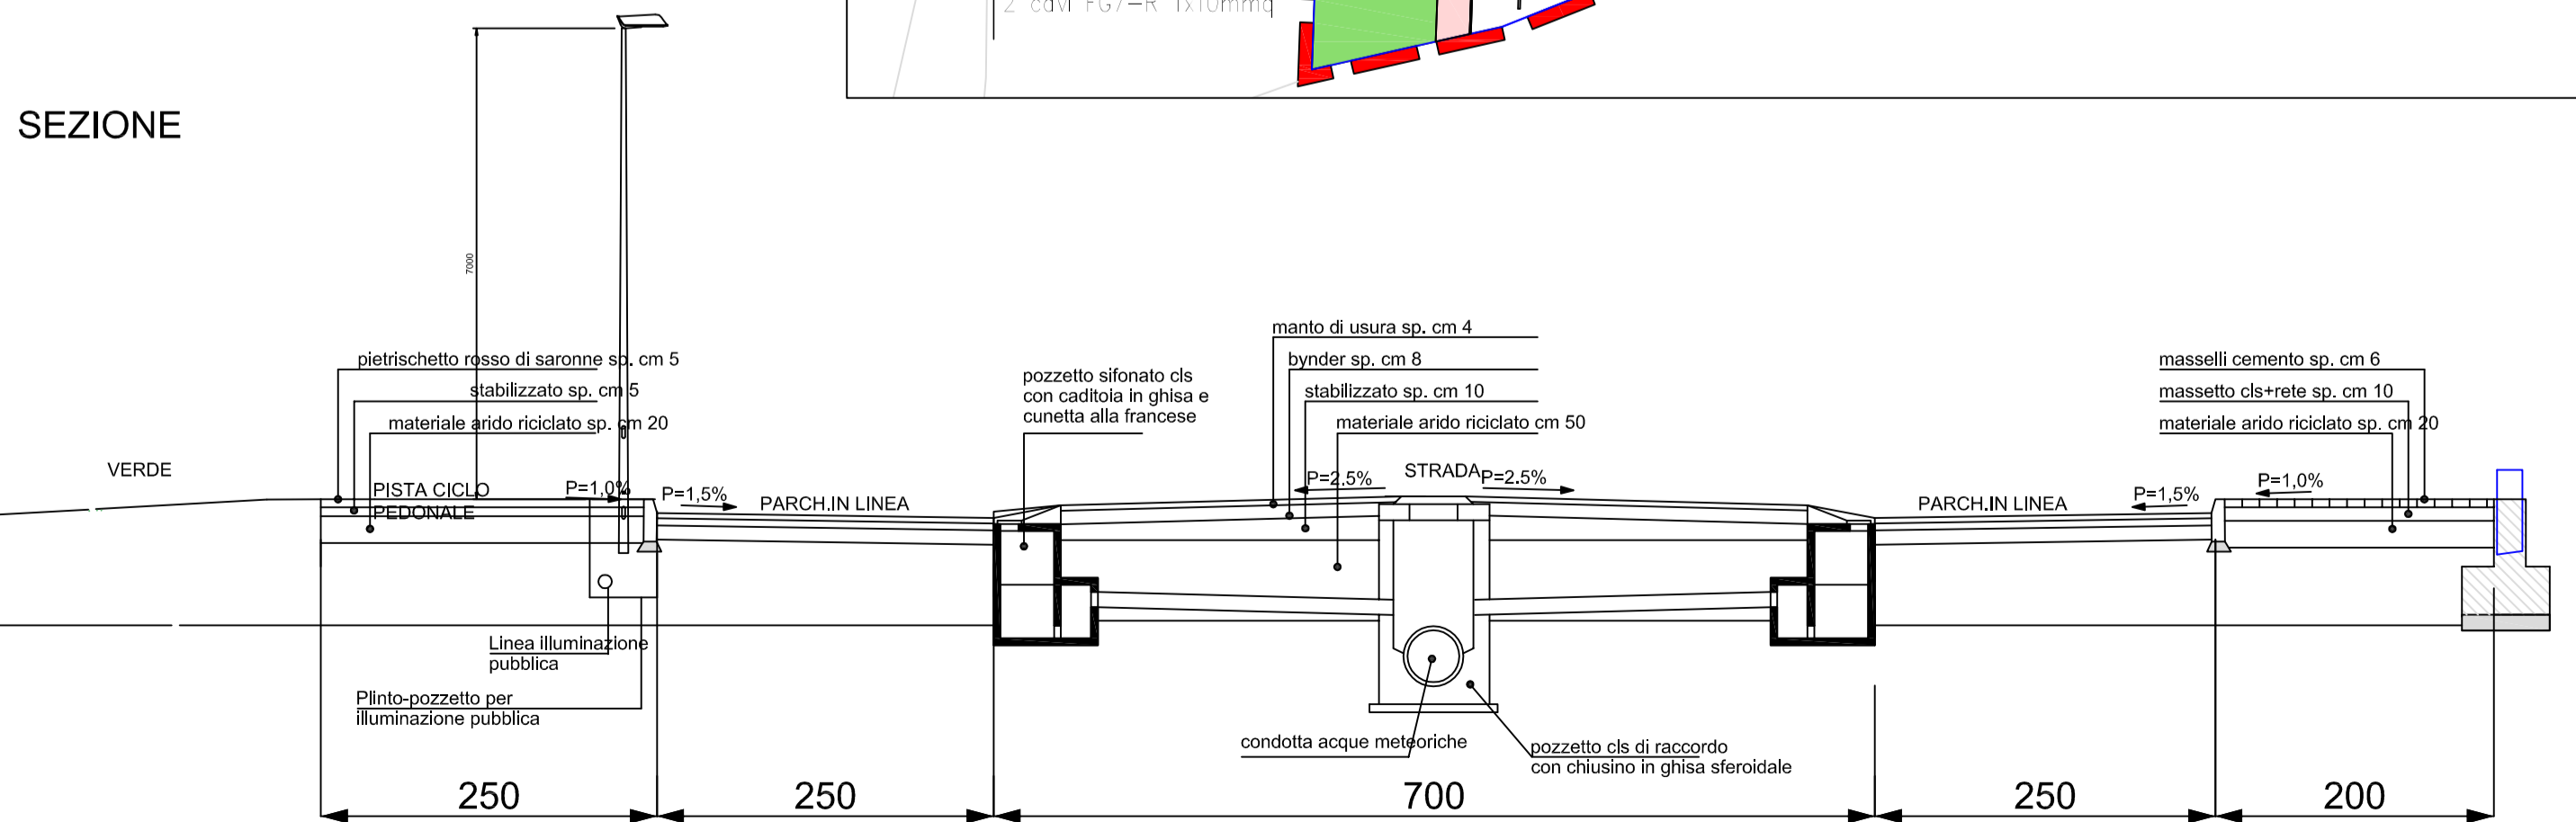 2 cavi FG7-R 1x10mmq
SEZIONE
7000
manto di usura sp. cm 4
pietrischetto rosso di saronne sp. cm 5
bynder sp. cm 8
masselli cemento sp. cm 6
pozzetto sifonato cls
con caditoia in ghisa e
cunetta alla francese
stabilizzato sp. cm 5
stabilizzato sp. cm 10
massetto cls+rete sp. cm 10
materiale arido riciclato sp. cm 20
materiale arido riciclato cm 50
materiale arido riciclato sp. cm 20
VERDE
PISTA CICLO
PEDONALE
P=1,0%
P=1,5%
PARCH.IN LINEA
P=2.5%
STRADA
P=2.5%
PARCH.IN LINEA
P=1,5%
P=1,0%
Linea illuminazione
pubblica
Plinto-pozzetto per
illuminazione pubblica
condotta acque meteoriche
pozzetto cls di raccordo
con chiusino in ghisa sferoidale
250
250
700
250
200